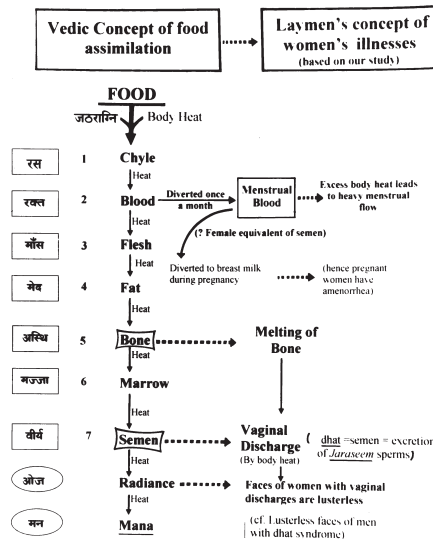 Vedic Concept of food
assimilation
Laymen's concept of
women's illnesses
(based on our study)
FOOD
जठराग्नि Body Heat
रस 1 Chyle
Heat
रक्त 2 Blood Diverted once
a month Menstrual
Blood Excess body heat leads
to heavy menstrual
flow
Heat
(? Female equivalent of semen)
माँस 3 Flesh
Heat
Diverted to breast milk
during pregnancy
(hence pregnant
women have
amenorrhea)
मेद 4 Fat
Heat
अस्थि 5 Bone Melting of
Bone
Heat
मज्जा 6 Marrow
Heat
वीर्य 7 Semen Vaginal
Discharge
(By body heat)
( dhat =semen = excretion
of Jaraseem sperms)
Heat
ओज Radiance Faces of women with vaginal
discharges are lusterless
Heat
मन Mana
(cf. Lusterless faces of men
with dhat syndrome)